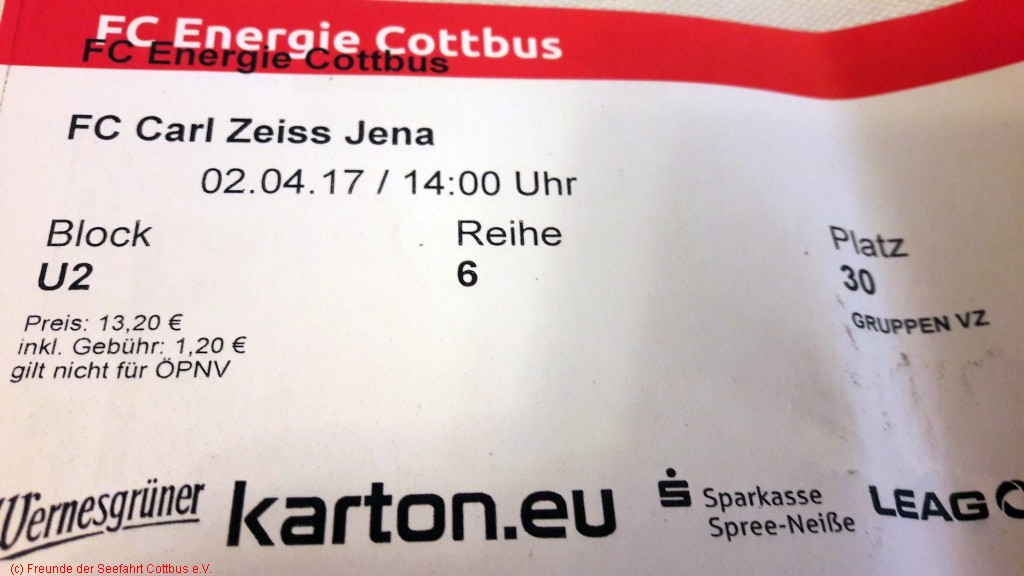 FC Energie Cottbus
FC Energie Cottbus
FC Carl Zeiss Jena
02.04.17 / 14:00 Uhr
Block Reihe Platz
U2 6 30
GRUPPEN VZ
Preis: 13,20 €
inkl. Gebühr: 1,20 €
gilt nicht für ÖPNV
Wernesgrüner karton.eu Sparkasse LEAG
Spree-Neiße
(c) Freunde der Seefahrt Cottbus e.V.